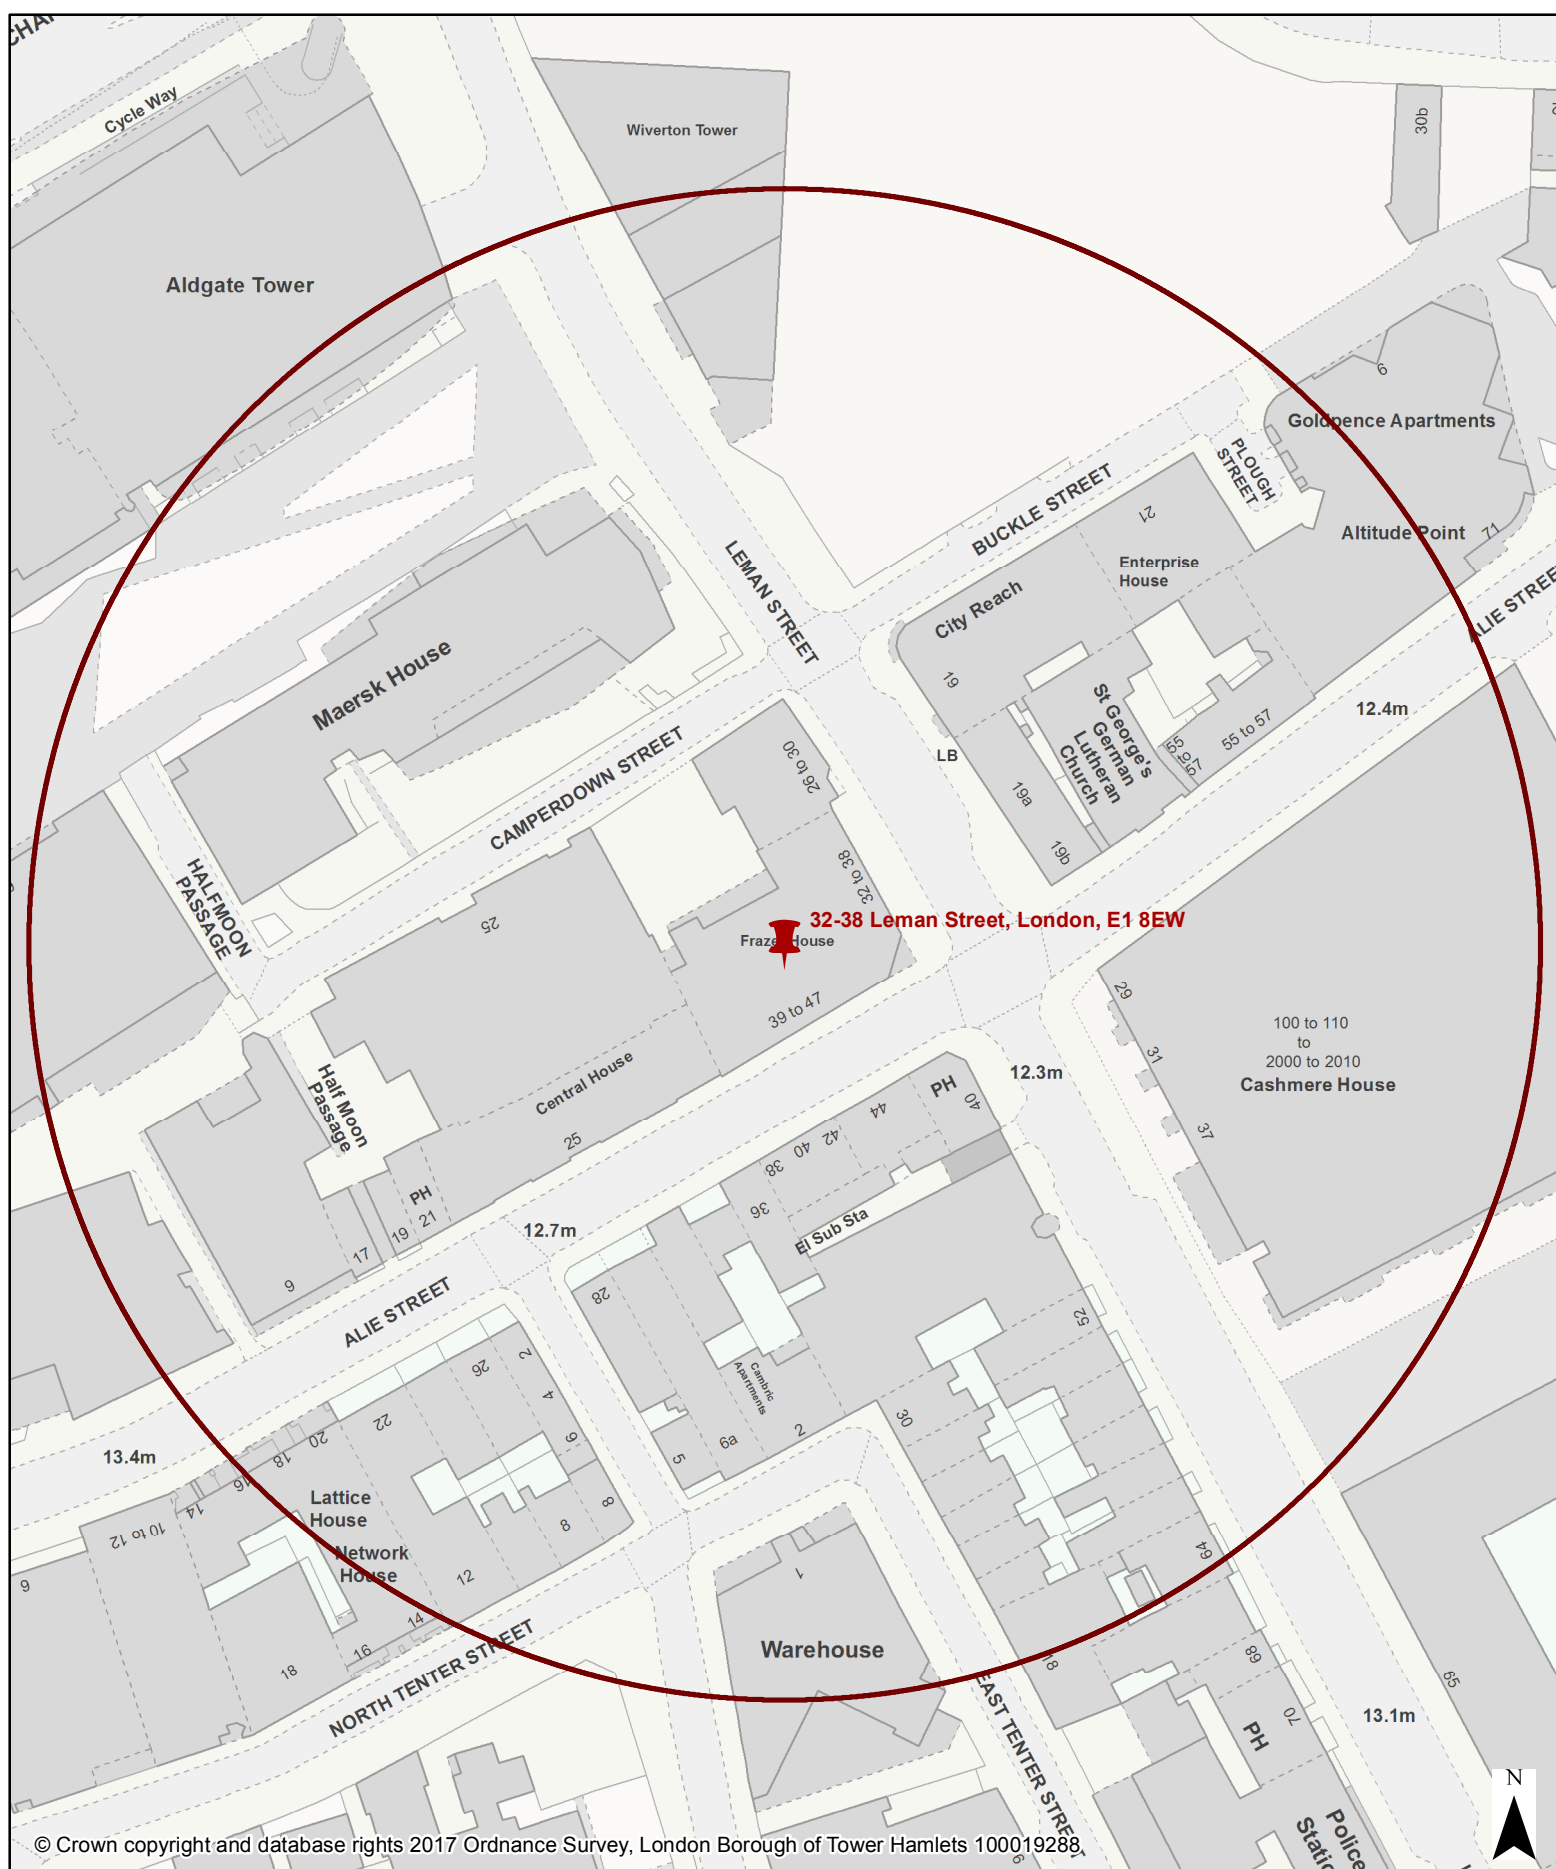 Cycle Way
Wiverton Tower
30b
Aldgate Tower
9
Goldpence Apartments
PLOUGH
STREET
BUCKLE STREET
21
Altitude Point
71
LEMAN STREET
Enterprise
House
City Reach
ALIE STREE
Maersk House
19
St George's
German
Lutheran
Church
12.4m
55 to 57
55
to
57
CAMPERDOWN STREET
26 to 30
LB
19a
19b
HALFMOON
PASSAGE
25
32 to 38
32-38 Leman Street, London, E1 8EW
Frazer House
39 to 47
29
31
37
100 to 110
to
2000 to 2010
Cashmere House
Half Moon
Passage
Central House
25
12.3m
PH
40
44
42
40
38
36
PH
21
19
17
9
12.7m
El Sub Sta
ALIE STREET
28
52
Cambric
Apartments
26
2
4
6
8
8
22
20
18
16
14
10 to 12
13.4m
5
6a
2
30
Lattice
House
Network
House
12
14
16
18
6
1
64
Warehouse
NORTH TENTER STREET
EAST TENTER STREET
18
68
70
65
PH
13.1m
N
Police
© Crown copyright and database rights 2017 Ordnance Survey, London Borough of Tower Hamlets 100019288